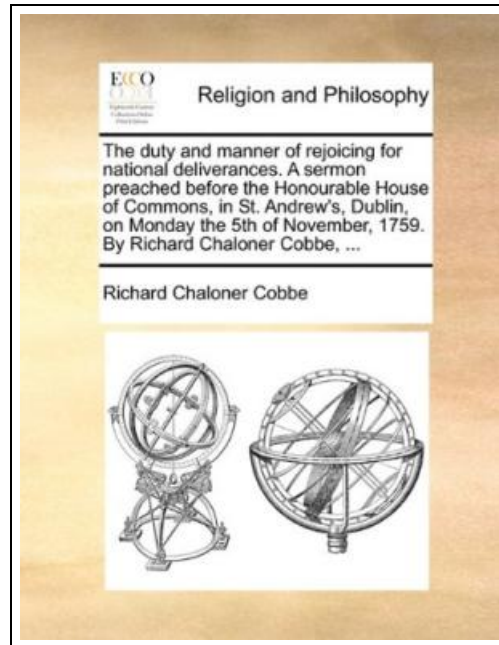 ECCO
Religion and Philosophy
The duty and manner of rejoicing for
national deliverances. A sermon
preached before the Honourable House
of Commons, in St. Andrew's, Dublin,
on Monday the 5th of November, 1759.
By Richard Chaloner Cobbe, ...
Richard Chaloner Cobbe